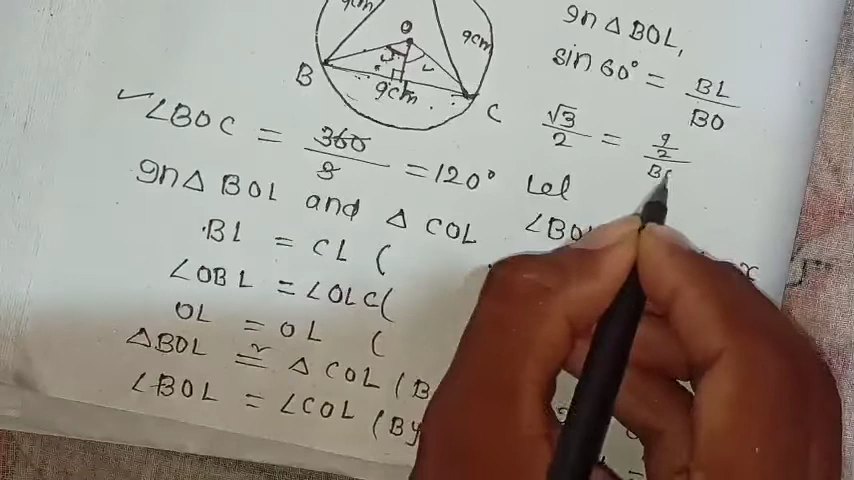 9cm
O
9cm
B
9cm
L
C
∠BOC = 360/3 = 120°
In △ BOL and △ COL
BL = CL (
∠OBL = ∠OLC (
OL = OL (
△BOL ≅ △ COL (B
∠BOL = ∠COL (By
In △ BOL,
sin 60° = BL/BO
√3/2 = 9/2/B
Let
∠BO
x